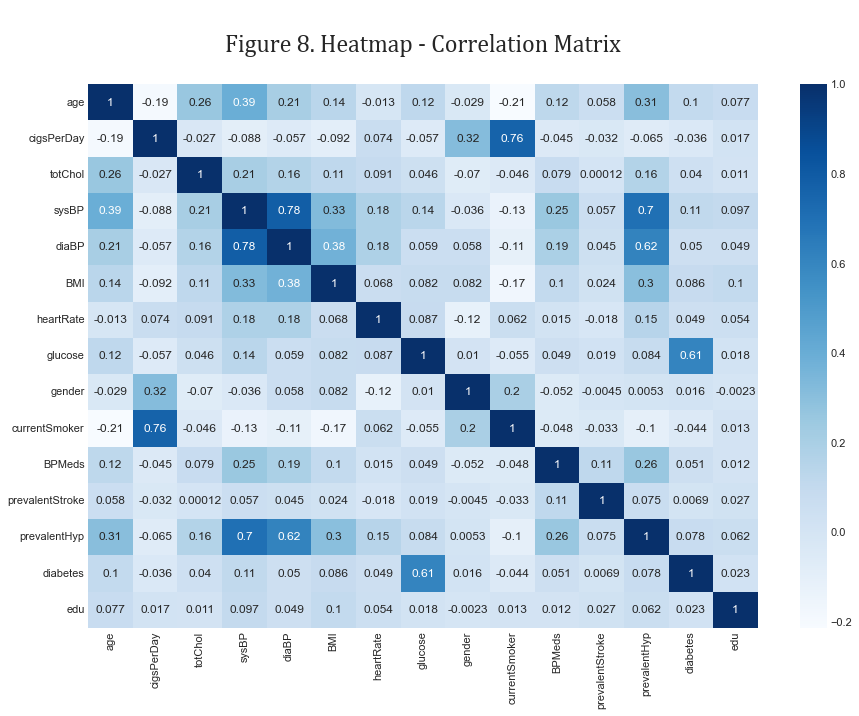 Figure 8. Heatmap - Correlation Matrix
age 1 -0.19 0.26 0.39 0.21 0.14 -0.013 0.12 -0.029 -0.21 0.12 0.058 0.31 0.1 0.077
cigsPerDay -0.19 1 -0.027 -0.088 -0.057 -0.092 0.074 -0.057 0.32 0.76 -0.045 -0.032 -0.065 -0.036 0.017
totChol 0.26 -0.027 1 0.21 0.16 0.11 0.091 0.046 -0.07 -0.046 0.079 0.00012 0.16 0.04 0.011
sysBP 0.39 -0.088 0.21 1 0.78 0.33 0.18 0.14 -0.036 -0.13 0.25 0.057 0.7 0.11 0.097
diaBP 0.21 -0.057 0.16 0.78 1 0.38 0.18 0.059 0.058 -0.11 0.19 0.045 0.62 0.05 0.049
BMI 0.14 -0.092 0.11 0.33 0.38 1 0.068 0.082 0.082 -0.17 0.1 0.024 0.3 0.086 0.1
heartRate -0.013 0.074 0.091 0.18 0.18 0.068 1 0.087 -0.12 0.062 0.015 -0.018 0.15 0.049 0.054
glucose 0.12 -0.057 0.046 0.14 0.059 0.082 0.087 1 0.01 -0.055 0.049 0.019 0.084 0.61 0.018
gender -0.029 0.32 -0.07 -0.036 0.058 0.082 -0.12 0.01 1 0.2 -0.052 -0.0045 0.0053 0.016 -0.0023
currentSmoker -0.21 0.76 -0.046 -0.13 -0.11 -0.17 0.062 -0.055 0.2 1 -0.048 -0.033 -0.1 -0.044 0.013
BPMeds 0.12 -0.045 0.079 0.25 0.19 0.1 0.015 0.049 -0.052 -0.048 1 0.11 0.26 0.051 0.012
prevalentStroke 0.058 -0.032 0.00012 0.057 0.045 0.024 -0.018 0.019 -0.0045 -0.033 0.11 1 0.075 0.0069 0.027
prevalentHyp 0.31 -0.065 0.16 0.7 0.62 0.3 0.15 0.084 0.0053 -0.1 0.26 0.075 1 0.078 0.062
diabetes 0.1 -0.036 0.04 0.11 0.05 0.086 0.049 0.61 0.016 -0.044 0.051 0.0069 0.078 1 0.023
edu 0.077 0.017 0.011 0.097 0.049 0.1 0.054 0.018 -0.0023 0.013 0.012 0.027 0.062 0.023 1
age cigsPerDay totChol sysBP diaBP BMI heartRate glucose gender currentSmoker BPMeds prevalentStroke prevalentHyp diabetes edu
1.0
0.8
0.6
0.4
0.2
0.0
−0.2